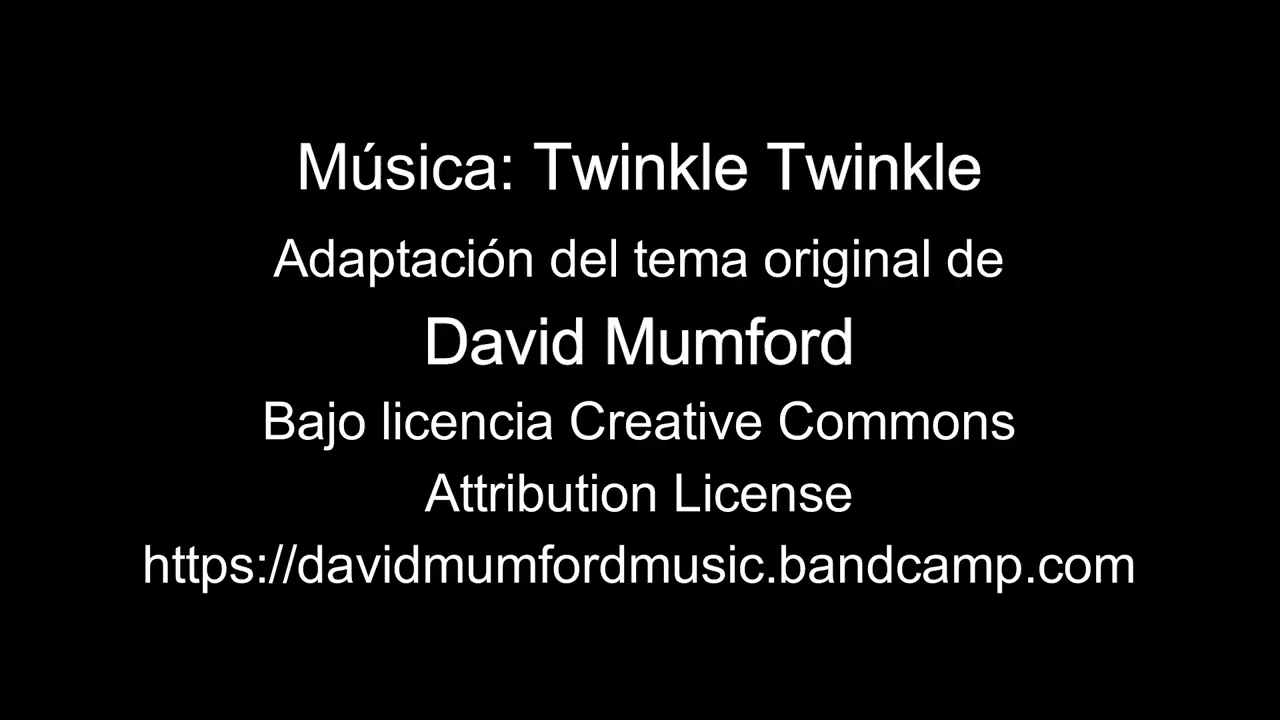 Música: Twinkle Twinkle
Adaptación del tema original de
David Mumford
Bajo licencia Creative Commons
Attribution License
https://davidmumfordmusic.bandcamp.com